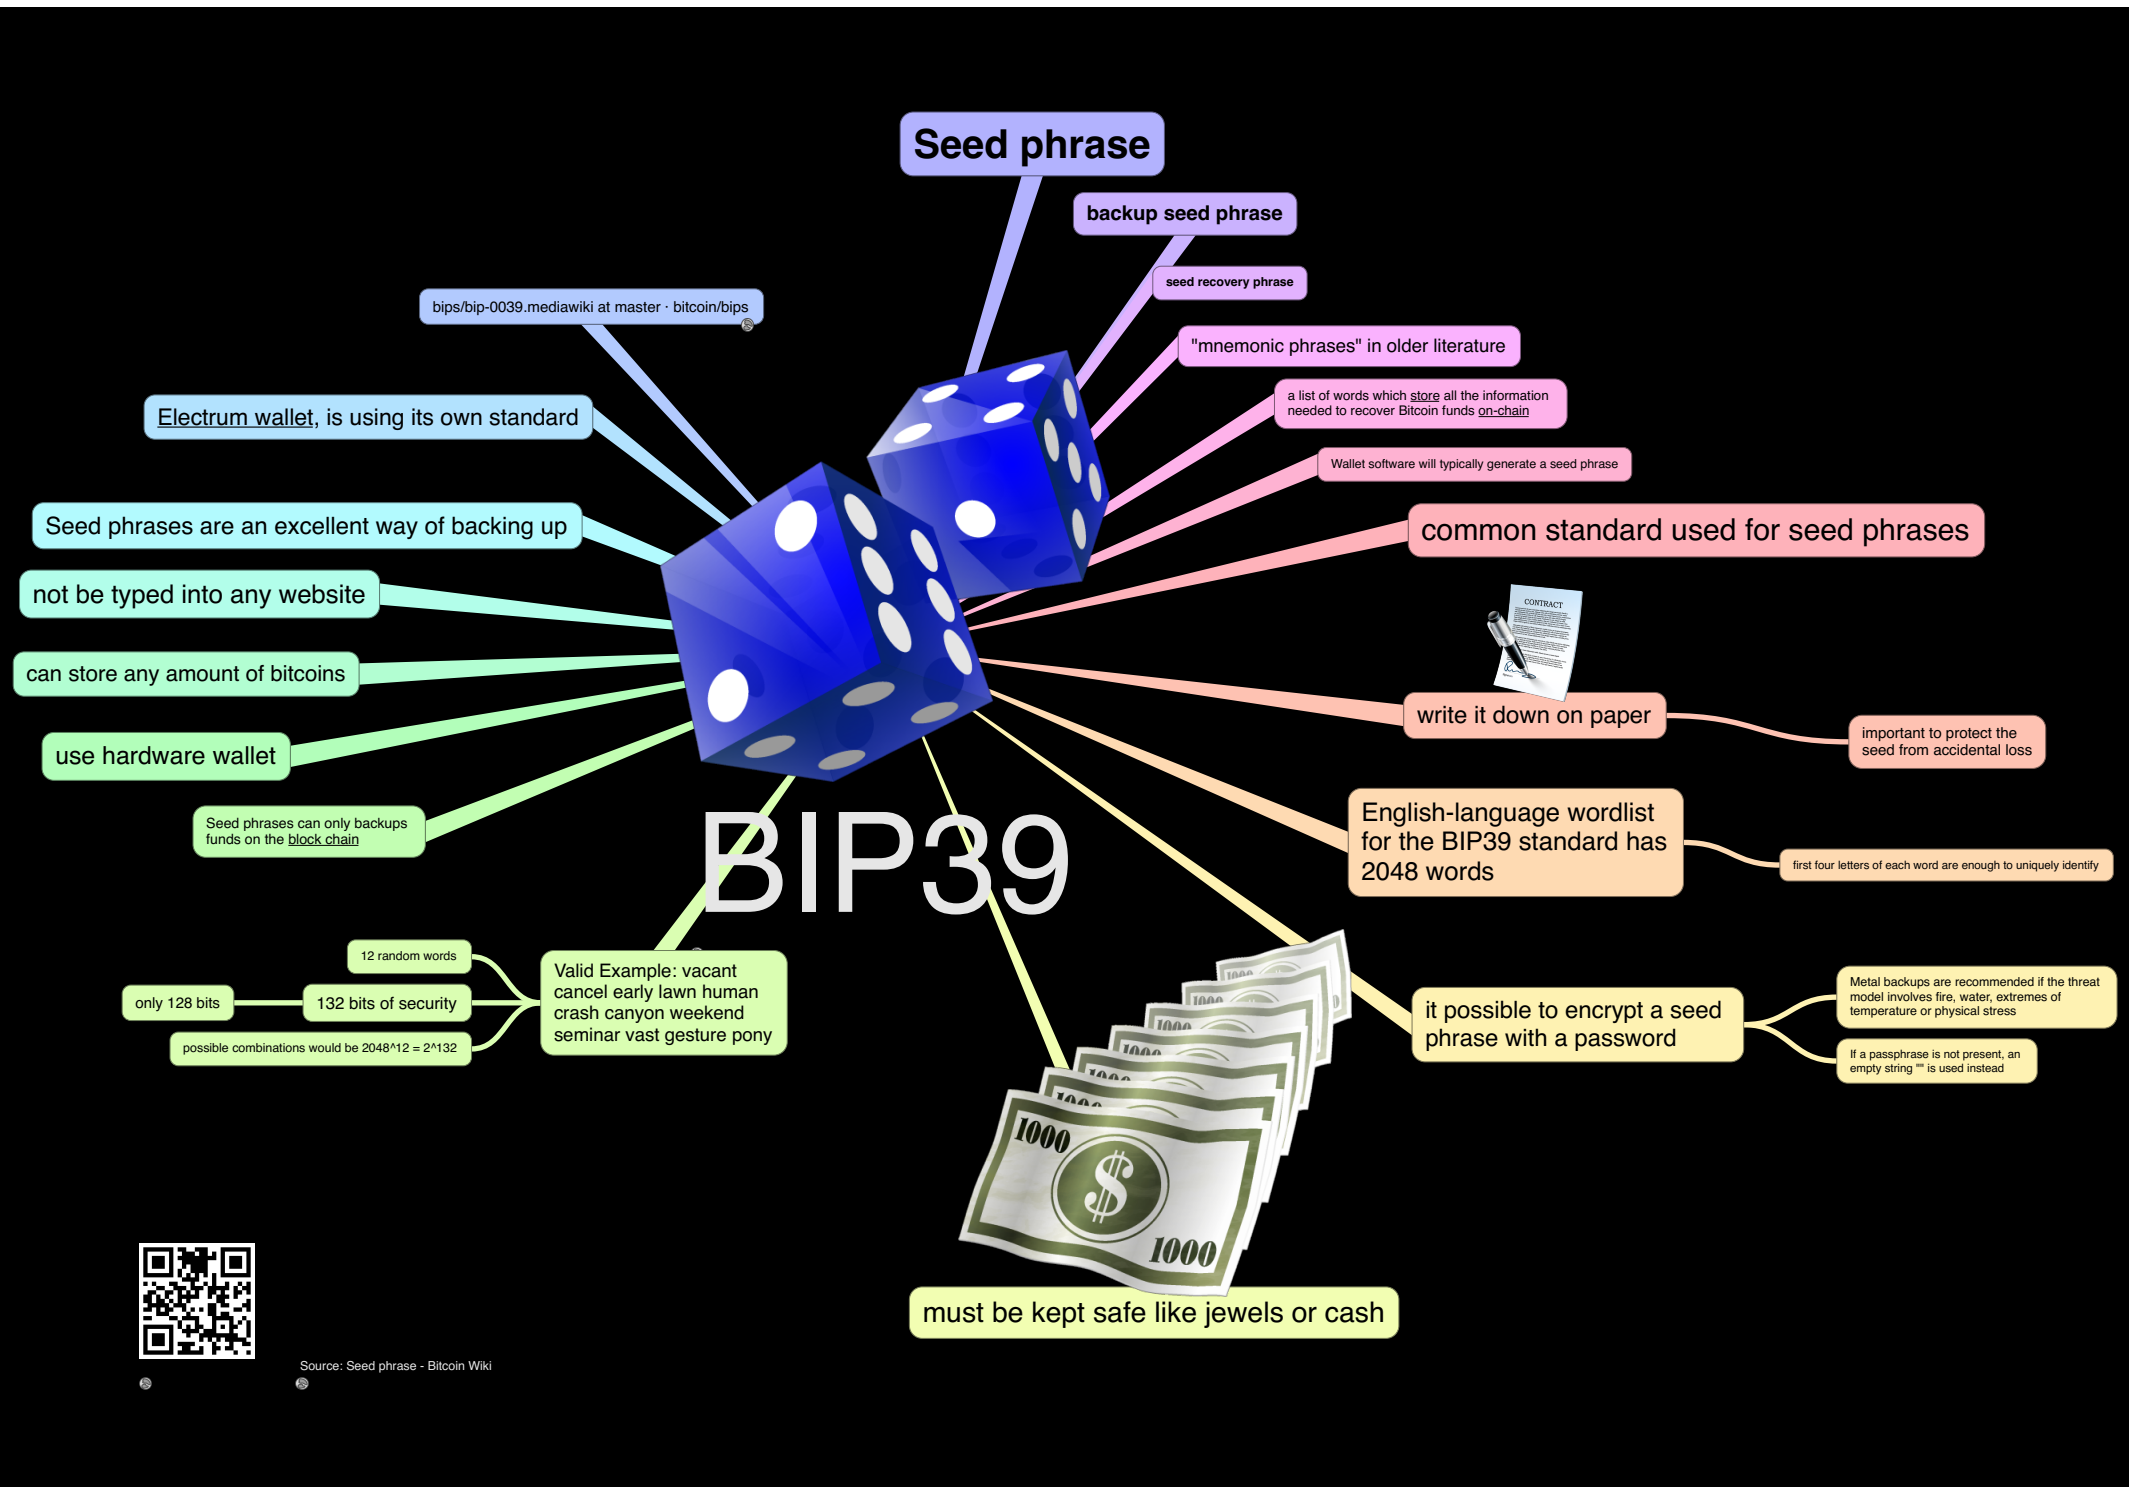 Seed phrase
backup seed phrase
seed recovery phrase
"mnemonic phrases" in older literature
a list of words which store all the information
needed to recover Bitcoin funds on-chain
Wallet software will typically generate a seed phrase
common standard used for seed phrases
CONTRACT
write it down on paper
important to protect the
seed from accidental loss
English-language wordlist
for the BIP39 standard has
2048 words
first four letters of each word are enough to uniquely identify
it possible to encrypt a seed
phrase with a password
Metal backups are recommended if the threat
model involves fire, water, extremes of
temperature or physical stress
If a passphrase is not present, an
empty string "" is used instead
1000
1000
1000
1000
1000
1000
1000
$
1000
must be kept safe like jewels or cash
BIP39
Valid Example: vacant
cancel early lawn human
crash canyon weekend
seminar vast gesture pony
12 random words
132 bits of security
only 128 bits
possible combinations would be 2048^12 = 2^132
Seed phrases can only backups
funds on the block chain
use hardware wallet
can store any amount of bitcoins
not be typed into any website
Seed phrases are an excellent way of backing up
Electrum wallet, is using its own standard
bips/bip-0039.mediawiki at master · bitcoin/bips
Source: Seed phrase - Bitcoin Wiki